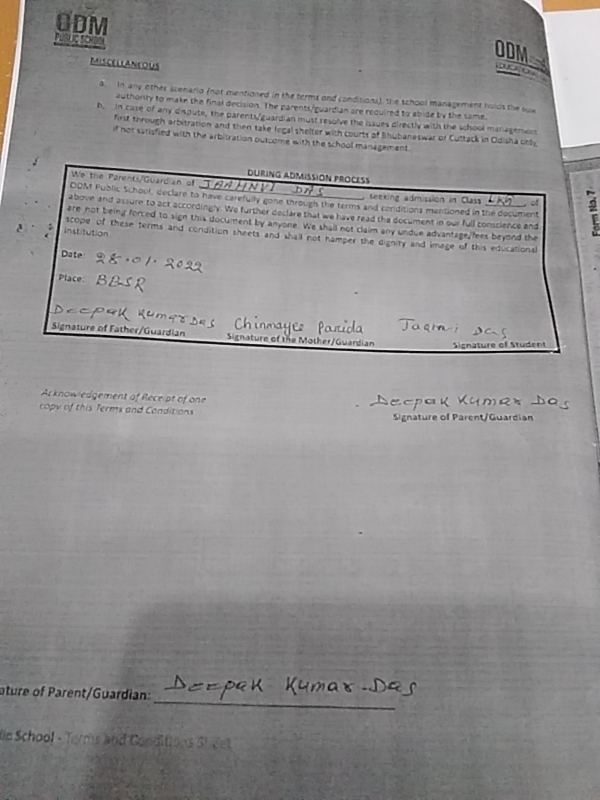 ODM
PUBLIC SCHOOL
ODM
EDUCATIONAL
MISCELLANEOUS
a. In any other scenario (not mentioned in the terms and conditions), the school management holds the sole
authority to make the final decision. The parents/guardian are required to abide by the same.
b. In case of any dispute, the parents/guardian must resolve the issues directly with the school management
first through arbitration and then take legal shelter with courts of Bhubaneswar or Cuttack in Odisha only,
if not satisfied with the arbitration outcome with the school management.
DURING ADMISSION PROCESS
We the Parents/Guardian of JAAHNVI DAS seeking admission in Class LKG of
ODM Public School, declare to have carefully gone through the terms and conditions mentioned in the document
above and assure to act accordingly. We further declare that we have read the document in our full conscience and
are not being forced to sign this document by anyone. We shall not claim any undue advantage/fees beyond the
scope of these terms and condition sheets and shall not hamper the dignity and image of this educational
institution.
Date: 28.01.2022
Place: BBSR
Deepak Kumar Das Chinmayee Parida Das
Signature of Father/Guardian Signature of the Mother/Guardian Signature of Student
Acknowledgement of Receipt of one
copy of this Terms and Conditions
Deepak Kumar Das
Signature of Parent/Guardian
ature of Parent/Guardian: Deepak Kumar Das
lic School - Terms and Conditions Sheet
Form No. 7